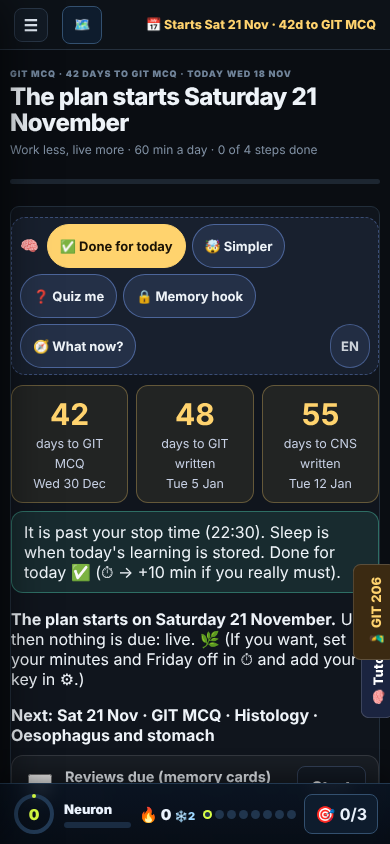 ☰ 🗺️ 📅 Starts Sat 21 Nov · 42d to GIT MCQ
GIT MCQ · 42 DAYS TO GIT MCQ · TODAY WED 18 NOV
The plan starts Saturday 21
November
Work less, live more · 60 min a day · 0 of 4 steps done
🧠 ✅ Done for today 🤯 Simpler
❓ Quiz me 🔒 Memory hook
🧭 What now? EN
42
days to GIT
MCQ
Wed 30 Dec
48
days to GIT
written
Tue 5 Jan
55
days to CNS
written
Tue 12 Jan
It is past your stop time (22:30). Sleep is
when today's learning is stored. Done for
today ✅ (⏱ → +10 min if you really must).
GIT 206
The plan starts on Saturday 21 November. U
then nothing is due: live. 🌿 (If you want, set
your minutes and Friday off in ⏱ and add your
key in ⚙.)
🧠 Tuto
Next: Sat 21 Nov · GIT MCQ · Histology ·
Oesophagus and stomach
Reviews due (memory cards)
0 Neuron 🔥 0 ❄2 🎯 0/3